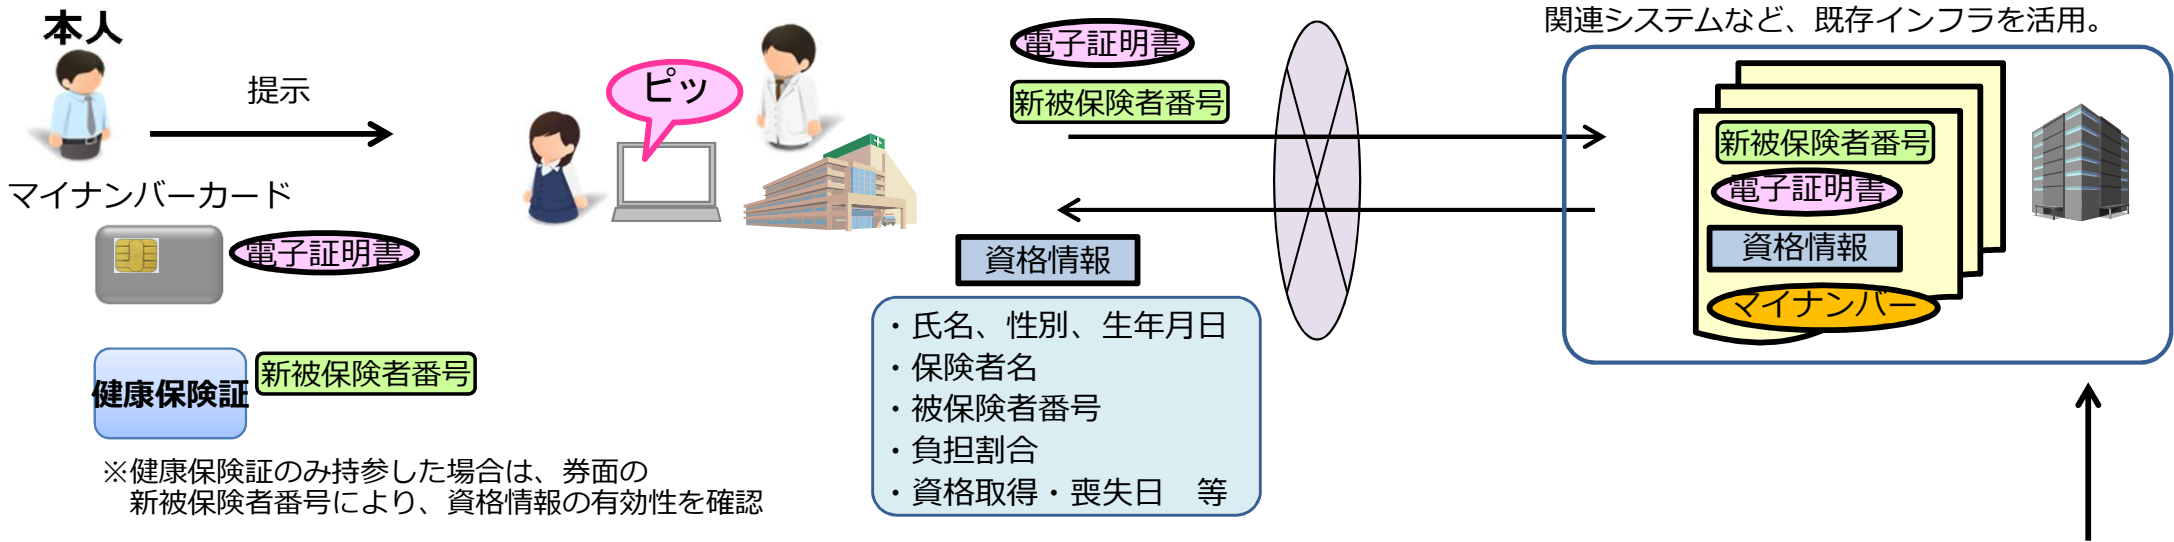 本人
提示
マイナンバーカード
電子証明書
健康保険証
新被保険者番号
※健康保険証のみ持参した場合は、券面の
新被保険者番号により、資格情報の有効性を確認
ピッ
電子証明書
新被保険者番号
資格情報
・氏名、性別、生年月日
・保険者名
・被保険者番号
・負担割合
・資格取得・喪失日　等
関連システムなど、既存インフラを活用。
新被保険者番号
電子証明書
資格情報
マイナンバー